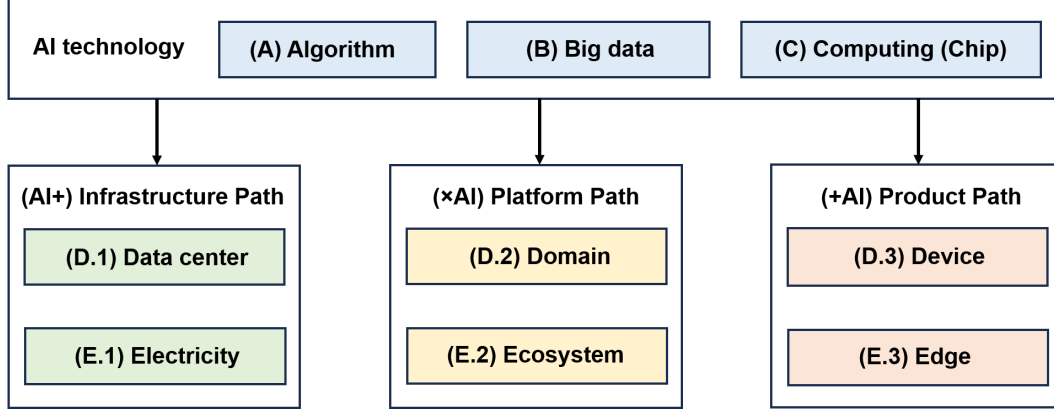 AI technology
(A) Algorithm
(B) Big data
(C) Computing (Chip)
(AI+) Infrastructure Path
(D.1) Data center
(E.1) Electricity
(×AI) Platform Path
(D.2) Domain
(E.2) Ecosystem
(+AI) Product Path
(D.3) Device
(E.3) Edge